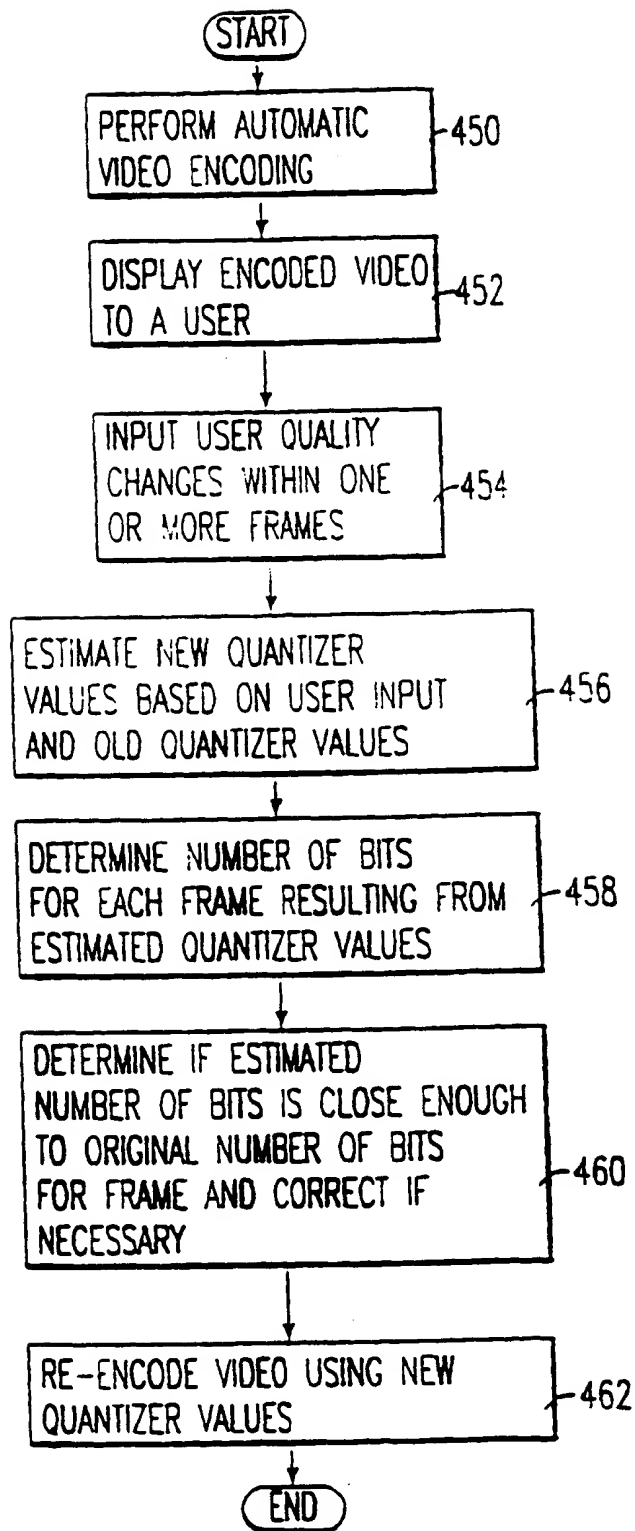 START
PERFORM AUTOMATIC
VIDEO ENCODING
450
DISPLAY ENCODED VIDEO
TO A USER
452
INPUT USER QUALITY
CHANGES WITHIN ONE
OR MORE FRAMES
454
ESTIMATE NEW QUANTIZER
VALUES BASED ON USER INPUT
AND OLD QUANTIZER VALUES
456
DETERMINE NUMBER OF BITS
FOR EACH FRAME RESULTING FROM
ESTIMATED QUANTIZER VALUES
458
DETERMINE IF ESTIMATED
NUMBER OF BITS IS CLOSE ENOUGH
TO ORIGINAL NUMBER OF BITS
FOR FRAME AND CORRECT IF
NECESSARY
460
RE-ENCODE VIDEO USING NEW
QUANTIZER VALUES
462
END